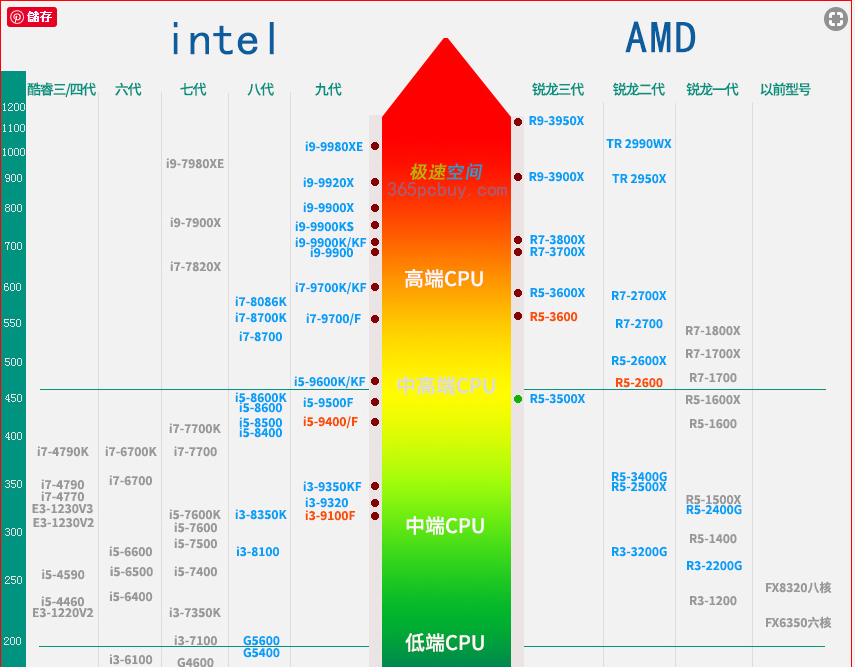 儲存
intel
AMD
酷睿三/四代 六代 七代 八代 九代 锐龙三代 锐龙二代 锐龙一代 以前型号
1200
R9-3950X
1100
i9-9980XE TR 2990WX
1000
i9-7980XE
极速空间
365pcbuy.com
900 i9-9920X R9-3900X TR 2950X
800 i9-9900X
i9-7900X i9-9900KS
i9-9900K/KF R7-3800X
700 i9-9900 R7-3700X
i7-7820X
高端CPU
600 i7-9700K/KF R5-3600X R7-2700X
i7-8086K
550 i7-8700K i7-9700/F R5-3600 R7-2700
i7-8700 R7-1800X
R7-1700X
500 R5-2600X
i5-9600K/KF 中高端CPU R5-2600 R7-1700
450 i5-8600K i5-9500F R5-3500X R5-1600X
i5-8600
i5-8500 i5-9400/F R5-1600
i7-7700K i5-8400
400
i7-4790K i7-6700K i7-7700
i7-6700 R5-3400G
350 i7-4790 i3-9350KF R5-2500X
i7-4770 i3-9320 R5-1500X
E3-1230V3 i5-7600K i3-8350K i3-9100F R5-2400G
E3-1230V2 i5-7600 中端CPU
300
i5-7500 R5-1400
i5-6600 i3-8100 R3-3200G
i5-4590 i5-6500 i5-7400 R3-2200G
250
FX8320八核
i5-4460 i5-6400 R3-1200
E3-1220V2 i3-7350K
FX6350六核
200 i3-7100 G5600 低端CPU
G5400
i3-6100 G4600